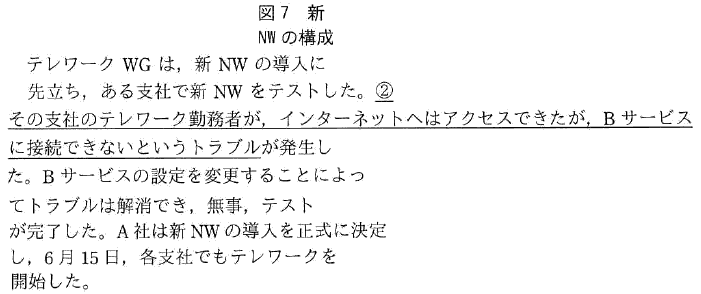 図7 新
NWの構成
テレワーク WG は，新 NW の導入に
先立ち，ある支社で新 NW をテストした。②
その支社のテレワーク勤務者が，インターネットへはアクセスできたが，B サービス
に接続できないというトラブルが発生し
た。B サービスの設定を変更することによっ
てトラブルは解消でき，無事，テスト
が完了した。A 社は新 NW の導入を正式に決定
し，6 月 15 日，各支社でもテレワークを
開始した。